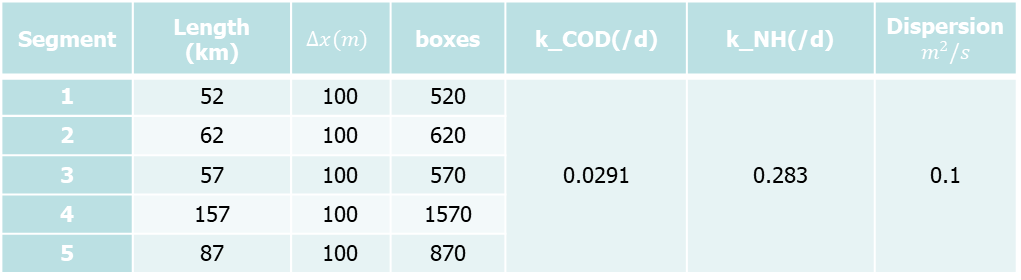 Segment Length (km) Δx(m) boxes k_COD(/d) k_NH(/d) Dispersion m²/s
1 52 100 520
2 62 100 620
3 57 100 570 0.0291 0.283 0.1
4 157 100 1570
5 87 100 870